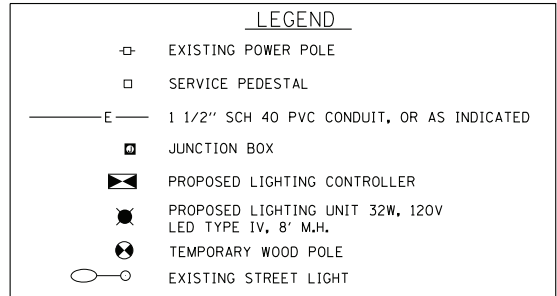 LEGEND
EXISTING POWER POLE
SERVICE PEDESTAL
E 1 1/2" SCH 40 PVC CONDUIT, OR AS INDICATED
J JUNCTION BOX
PROPOSED LIGHTING CONTROLLER
PROPOSED LIGHTING UNIT 32W, 120V
LED TYPE IV, 8' M.H.
TEMPORARY WOOD POLE
EXISTING STREET LIGHT